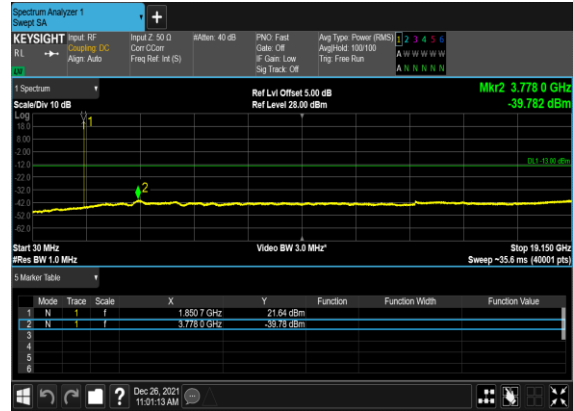 Spectrum Analyzer 1
Swept SA
+
KEYSIGHT
RL
LM
Input: RF
Coupling: DC
Align: Auto
Input Z: 50 Ω
Corr CCorr
Freq Ref: Int (S)
#Atten: 40 dB
PNO: Fast
Gate: Off
IF Gain: Low
Sig Track: Off
Avg Type: Power (RMS)
Avg|Hold: 100/100
Trig: Free Run
1 2 3 4 5 6
A W W W W W
A N N N N N
1 Spectrum
Scale/Div 10 dB
Ref Lvl Offset 5.00 dB
Ref Level 28.00 dBm
Mkr2 3.778 0 GHz
-39.782 dBm
Log
18.0
8.00
-2.00
-12.0
-22.0
-32.0
-42.0
-52.0
-62.0
1
2
DL1 -13.00 dBm
Start 30 MHz
#Res BW 1.0 MHz
Video BW 3.0 MHz*
Stop 19.150 GHz
Sweep ~35.6 ms (40001 pts)
5 Marker Table
Mode Trace Scale X Y Function Function Width Function Value
1 N 1 f 1.850 7 GHz 21.64 dBm
2 N 1 f 3.778 0 GHz -39.78 dBm
3
4
5
6
?
Dec 26, 2021
11:01:13 AM